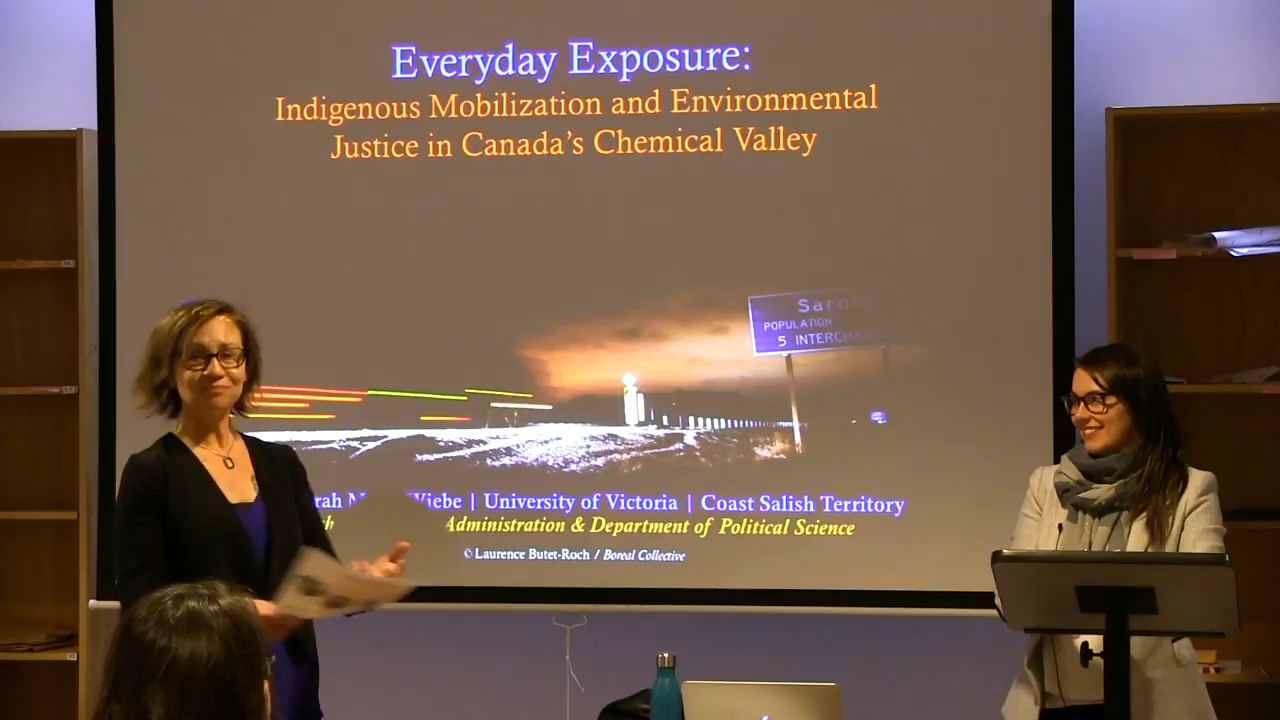 Everyday Exposure:
Indigenous Mobilization and Environmental
Justice in Canada's Chemical Valley
POPULATION
5
Wiebe | University of Victoria | Coast Salish Territory
Administration & Department of Political Science
© Laurence Butet-Roch / Boreal Collective